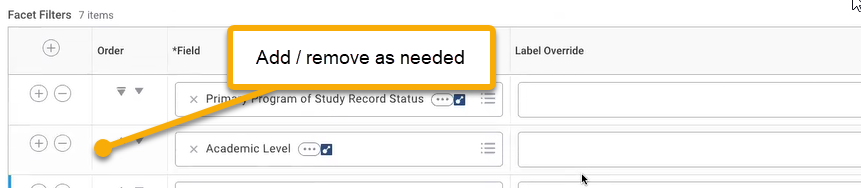 Facet Filters 7 items
Order
*Field
Add / remove as needed
Label Override
Primary Program of Study Record Status
Academic Level